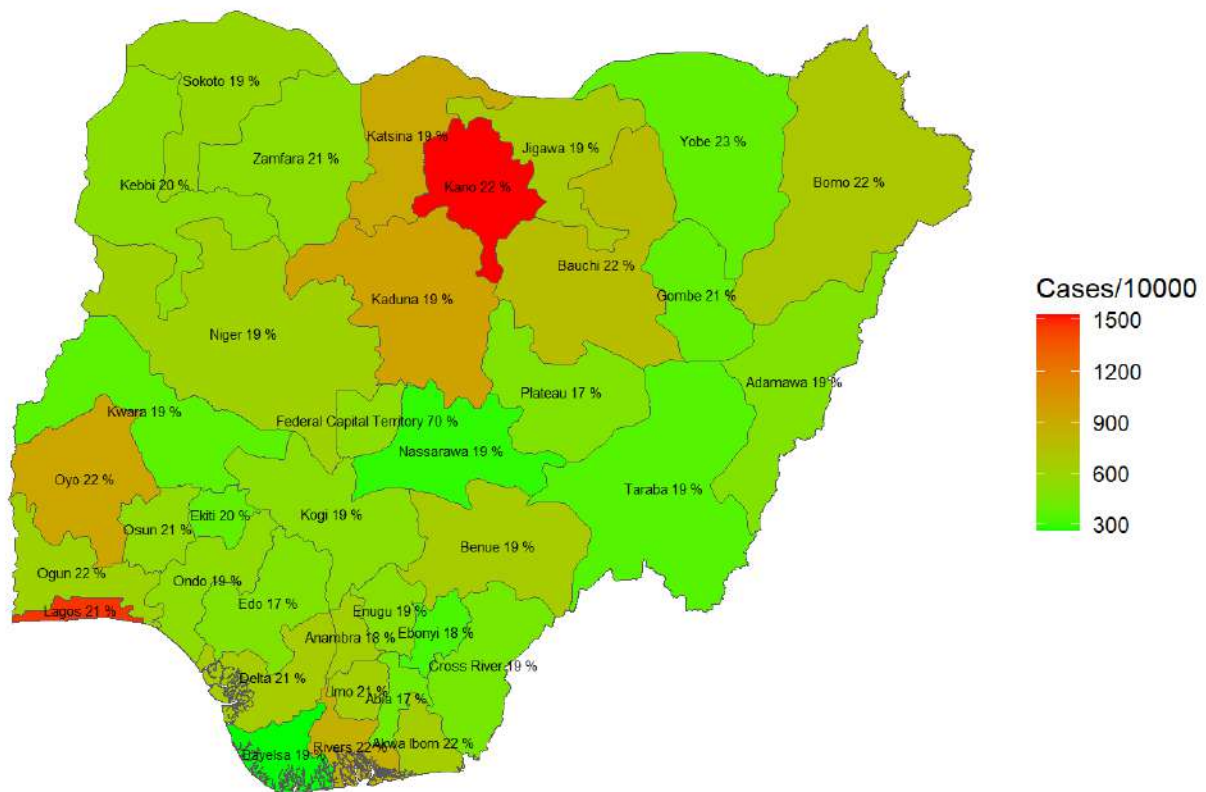 Sokoto 19 %
Zamfara 21 %
Kebbi 20 %
Katsina 19 %
Kano 22 %
Jigawa 19 %
Yobe 23 %
Borno 22 %
Bauchi 22 %
Gombe 21 %
Kaduna 19 %
Niger 19 %
Adamawa 19 %
Plateau 17 %
Kwara 19 %
Federal Capital Territory 70 %
Nassarawa 19 %
Taraba 19 %
Oyo 22 %
Osun 21 %
Ekiti 20 %
Kogi 19 %
Benue 19 %
Ogun 22 %
Ondo 19 %
Edo 17 %
Lagos 21 %
Enugu 19 %
Anambra 18 %
Ebonyi 18 %
Cross River 19 %
Delta 21 %
Imo 21 %
Abia 17 %
Bayelsa 19 %
Rivers 22 %
Akwa Ibom 22 %
Cases/10000
1500
1200
900
600
300